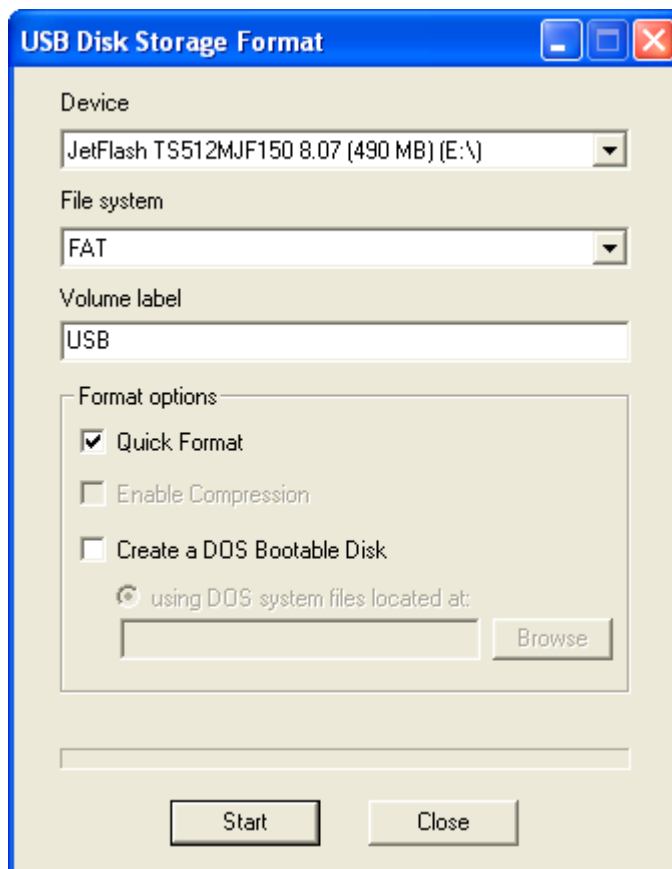 USB Disk Storage Format
Device
JetFlash TS512MJF150 8.07 (490 MB) (E:\)
File system
FAT
Volume label
USB
Format options
Quick Format
Enable Compression
Create a DOS Bootable Disk
using DOS system files located at:
Browse
Start
Close